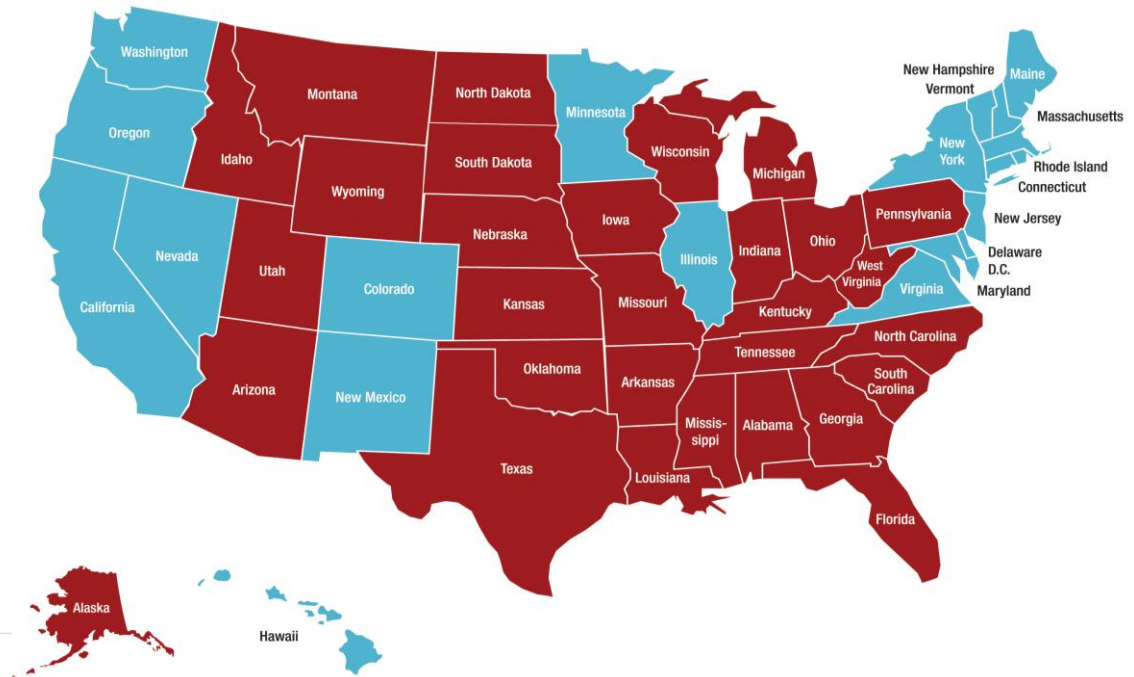 Washington
Oregon
California
Nevada
Idaho
Montana
Wyoming
Utah
Colorado
Arizona
New Mexico
North Dakota
South Dakota
Nebraska
Kansas
Oklahoma
Texas
Minnesota
Iowa
Missouri
Arkansas
Louisiana
Wisconsin
Illinois
Michigan
Indiana
Ohio
Kentucky
Tennessee
Missis-
sippi
Alabama
Georgia
Florida
South
Carolina
North Carolina
Virginia
West
Virginia
Pennsylvania
New
York
New Hampshire
Vermont
Maine
Massachusetts
Rhode Island
Connecticut
New Jersey
Delaware
D.C.
Maryland
Alaska
Hawaii